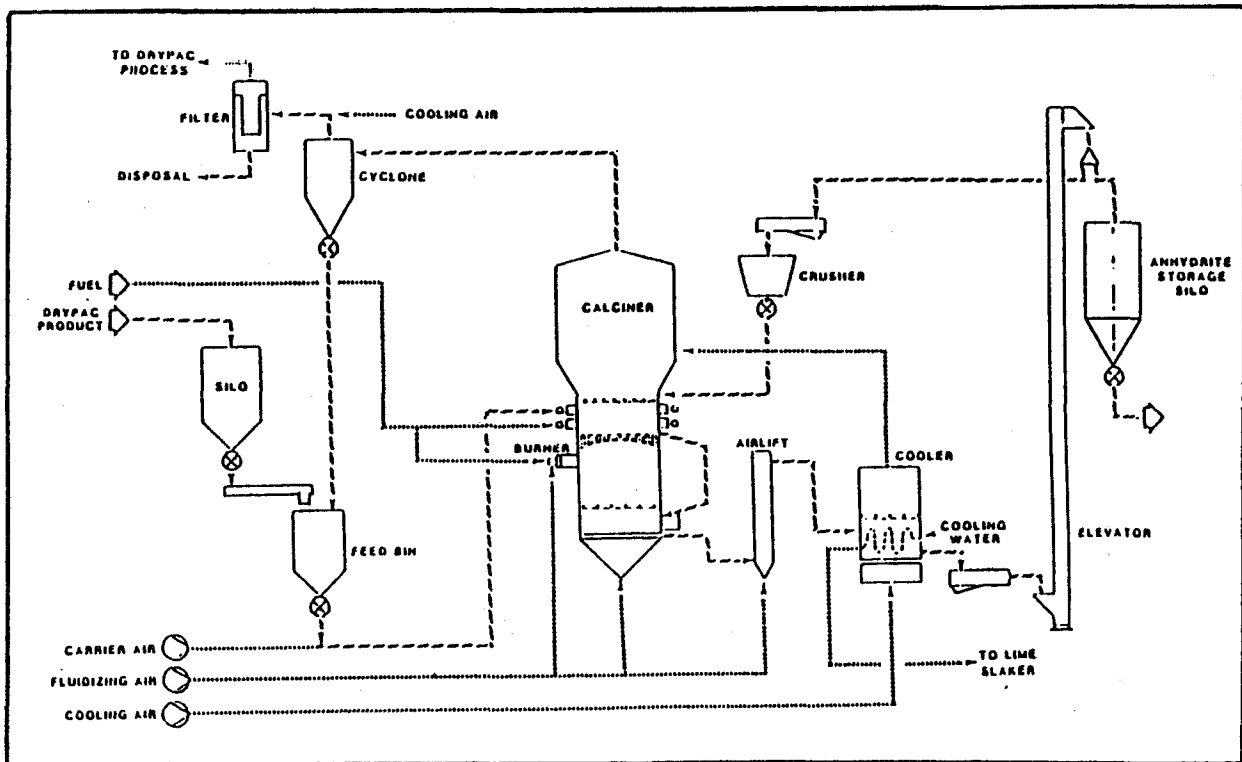 TO DRYPAC
PROCESS
FILTER
COOLING AIR
DISPOSAL
CYCLONE
FUEL
DRYPAC
PRODUCT
CALCINER
CRUSHER
ANHYDRITE
STORAGE
SILO
SILO
BURNER
AIRLIFT
COOLER
COOLING
WATER
ELEVATOR
FEED BIN
CARRIER AIR
TO LIME
SLAKER
FLUIDIZING AIR
COOLING AIR